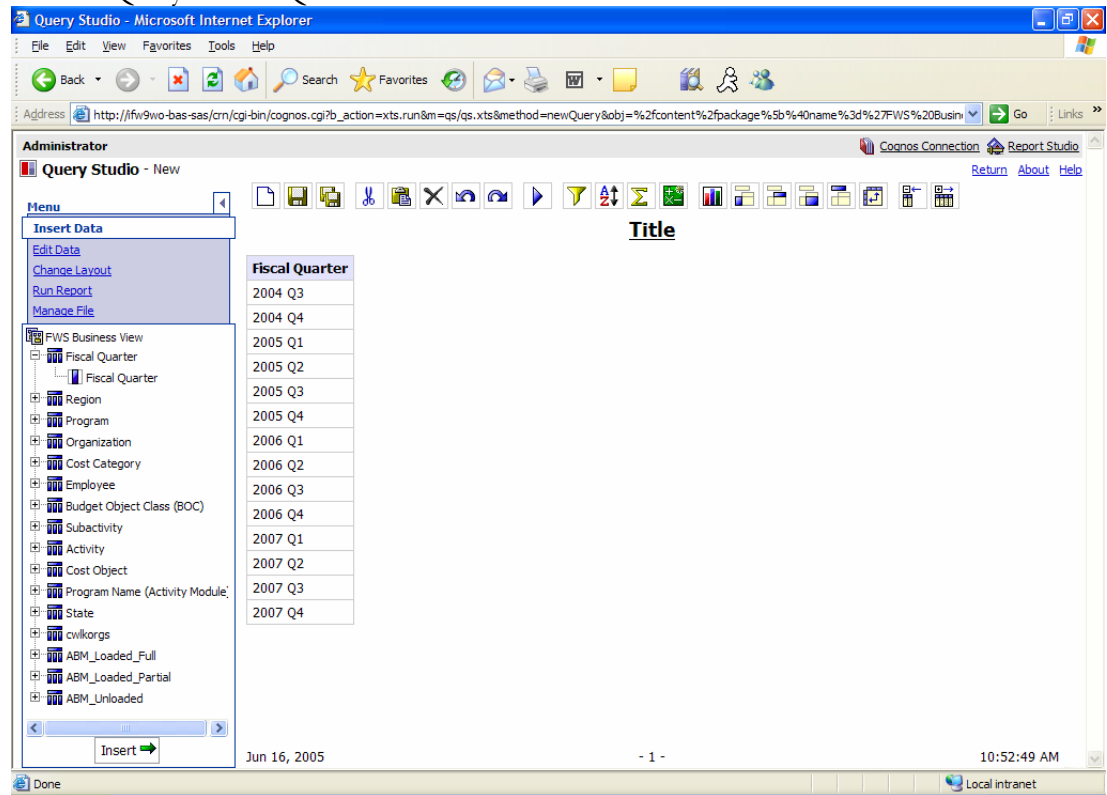 Query Studio - Microsoft Internet Explorer
File Edit View Favorites Tools Help
Back Search Favorites
Address http://ifw9wo-bas-sas/crn/cgi-bin/cognos.cgi?b_action=xts.run&m=qs/qs.xts&method=newQuery&obj=%2fcontent%2fpackage%5b%40name%3d%27FWS%20Busin Go Links »
Administrator Cognos Connection Report Studio
Query Studio - New Return About Help
Menu
Insert Data
Edit Data
Change Layout
Run Report
Manage File
FWS Business View
Fiscal Quarter
Fiscal Quarter
Region
Program
Organization
Cost Category
Employee
Budget Object Class (BOC)
Subactivity
Activity
Cost Object
Program Name (Activity Module)
State
cwlkorgs
ABM_Loaded_Full
ABM_Loaded_Partial
ABM_Unloaded
Insert
Title
Fiscal Quarter
2004 Q3
2004 Q4
2005 Q1
2005 Q2
2005 Q3
2005 Q4
2006 Q1
2006 Q2
2006 Q3
2006 Q4
2007 Q1
2007 Q2
2007 Q3
2007 Q4
Jun 16, 2005 - 1 - 10:52:49 AM
Done Local intranet